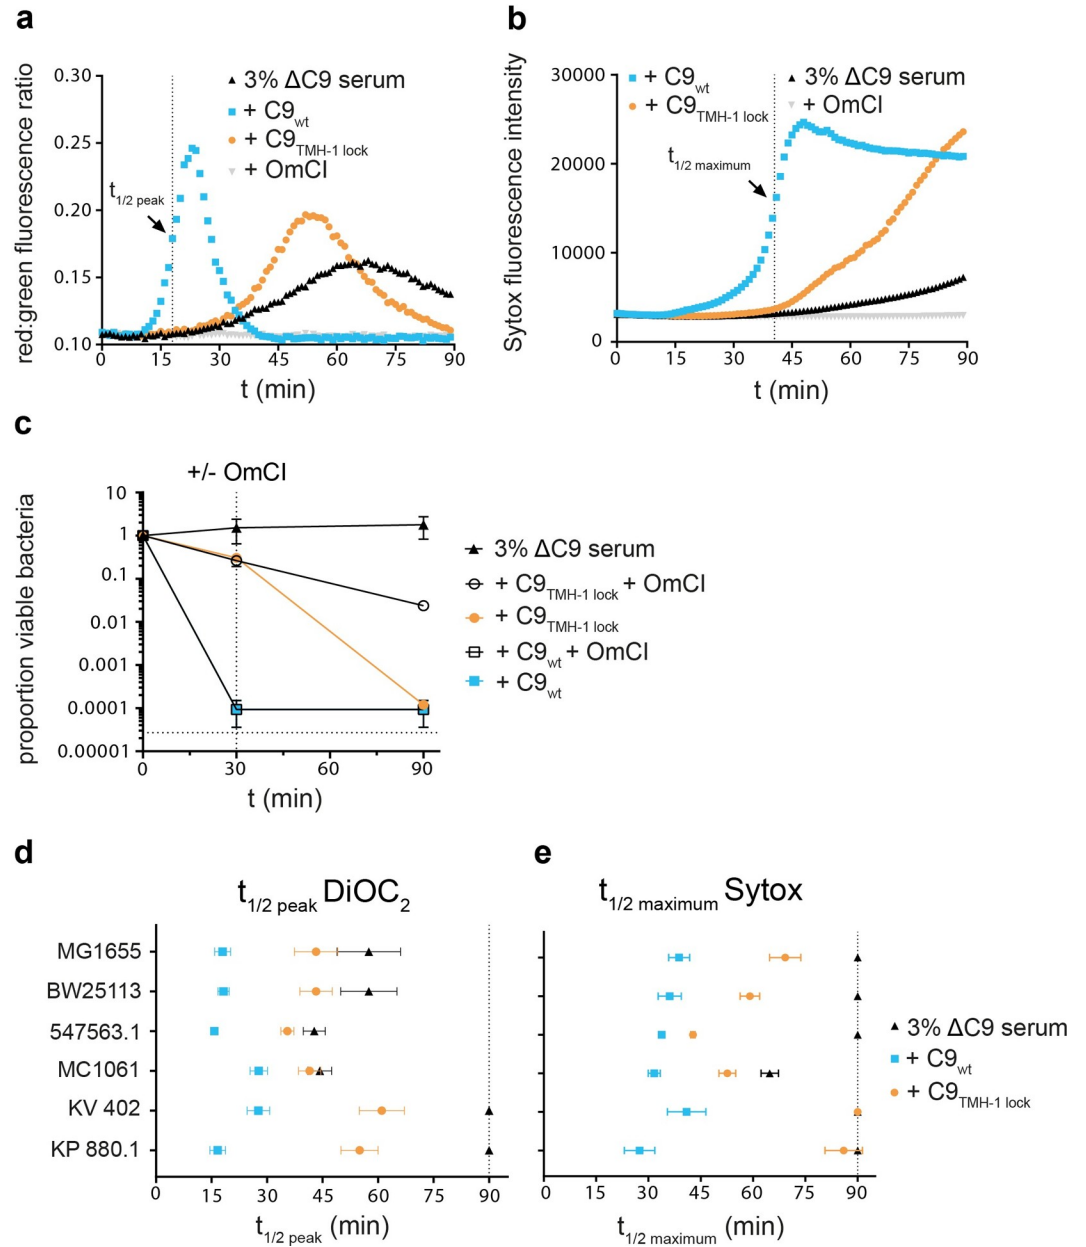 a
red:green fluorescence ratio
0.30
0.25
0.20
0.15
0.10
t1/2 peak
3% ΔC9 serum
+ C9wt
+ C9TMH-1 lock
+ OmCI
0 15 30 45 60 75 90
t (min)
b
Sytox fluorescence intensity
30000
20000
10000
0
+ C9wt
+ C9TMH-1 lock
3% ΔC9 serum
+ OmCI
t1/2 maximum
0 15 30 45 60 75 90
t (min)
c
+/- OmCI
proportion viable bacteria
10
1
0.1
0.01
0.001
0.0001
0.00001
0 30 60 90
t (min)
3% ΔC9 serum
+ C9TMH-1 lock + OmCI
+ C9TMH-1 lock
+ C9wt + OmCI
+ C9wt
d
t1/2 peak DiOC2
MG1655
BW25113
547563.1
MC1061
KV 402
KP 880.1
0 15 30 45 60 75 90
t1/2 peak (min)
e
t1/2 maximum Sytox
0 15 30 45 60 75 90
t1/2 maximum (min)
3% ΔC9 serum
+ C9wt
+ C9TMH-1 lock